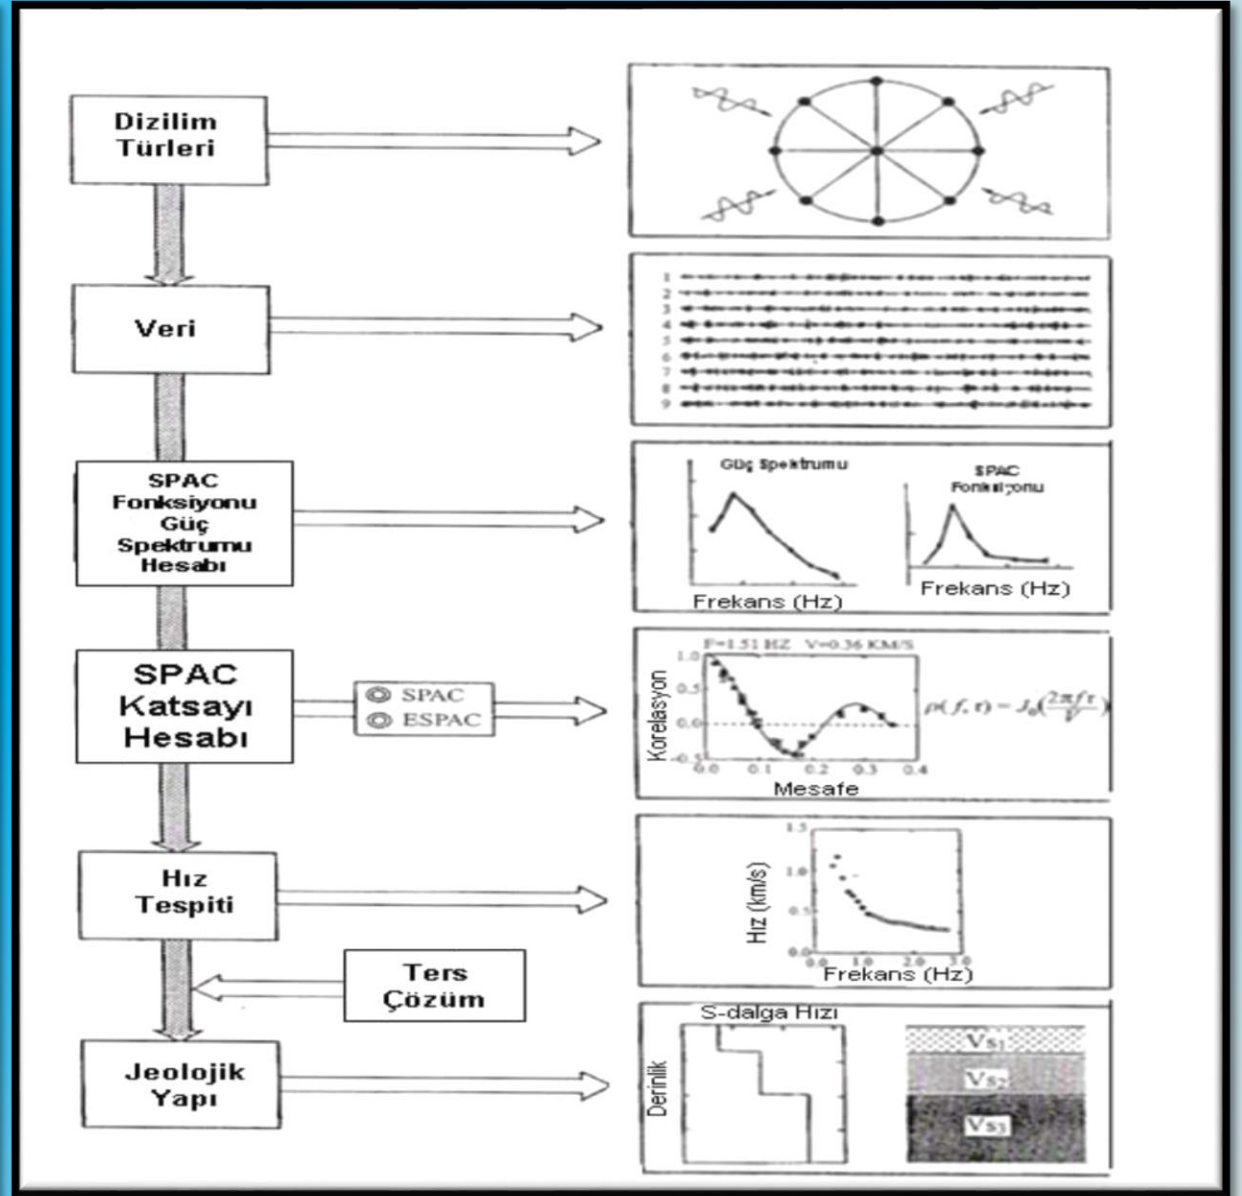 Dizilim
Türleri
Veri
1
2
3
4
5
6
7
8
9
SPAC
Fonksiyonu
Güç
Spektrumu
Hesabı
Güç Spektrumu
Frekans (Hz)
SPAC
Fonksiyonu
Frekans (Hz)
SPAC
Katsayı
Hesabı
SPAC
ESPAC
F=1.51 HZ V=0.36 KM/S
Korelasyon
1.0
0.5
0.0
-0.5
0.0 0.1 0.2 0.3 0.4
Mesafe
ρ(f, r) = J₀(2πfr/V)
Hız
Tespiti
Hız (km/s)
1.5
1.0
0.5
0.0
0.0 1.0 2.0 3.0
Frekans (Hz)
Ters
Çözüm
Jeolojik
Yapı
S-dalga Hızı
Derinlik
Vs₁
Vs₂
Vs₃